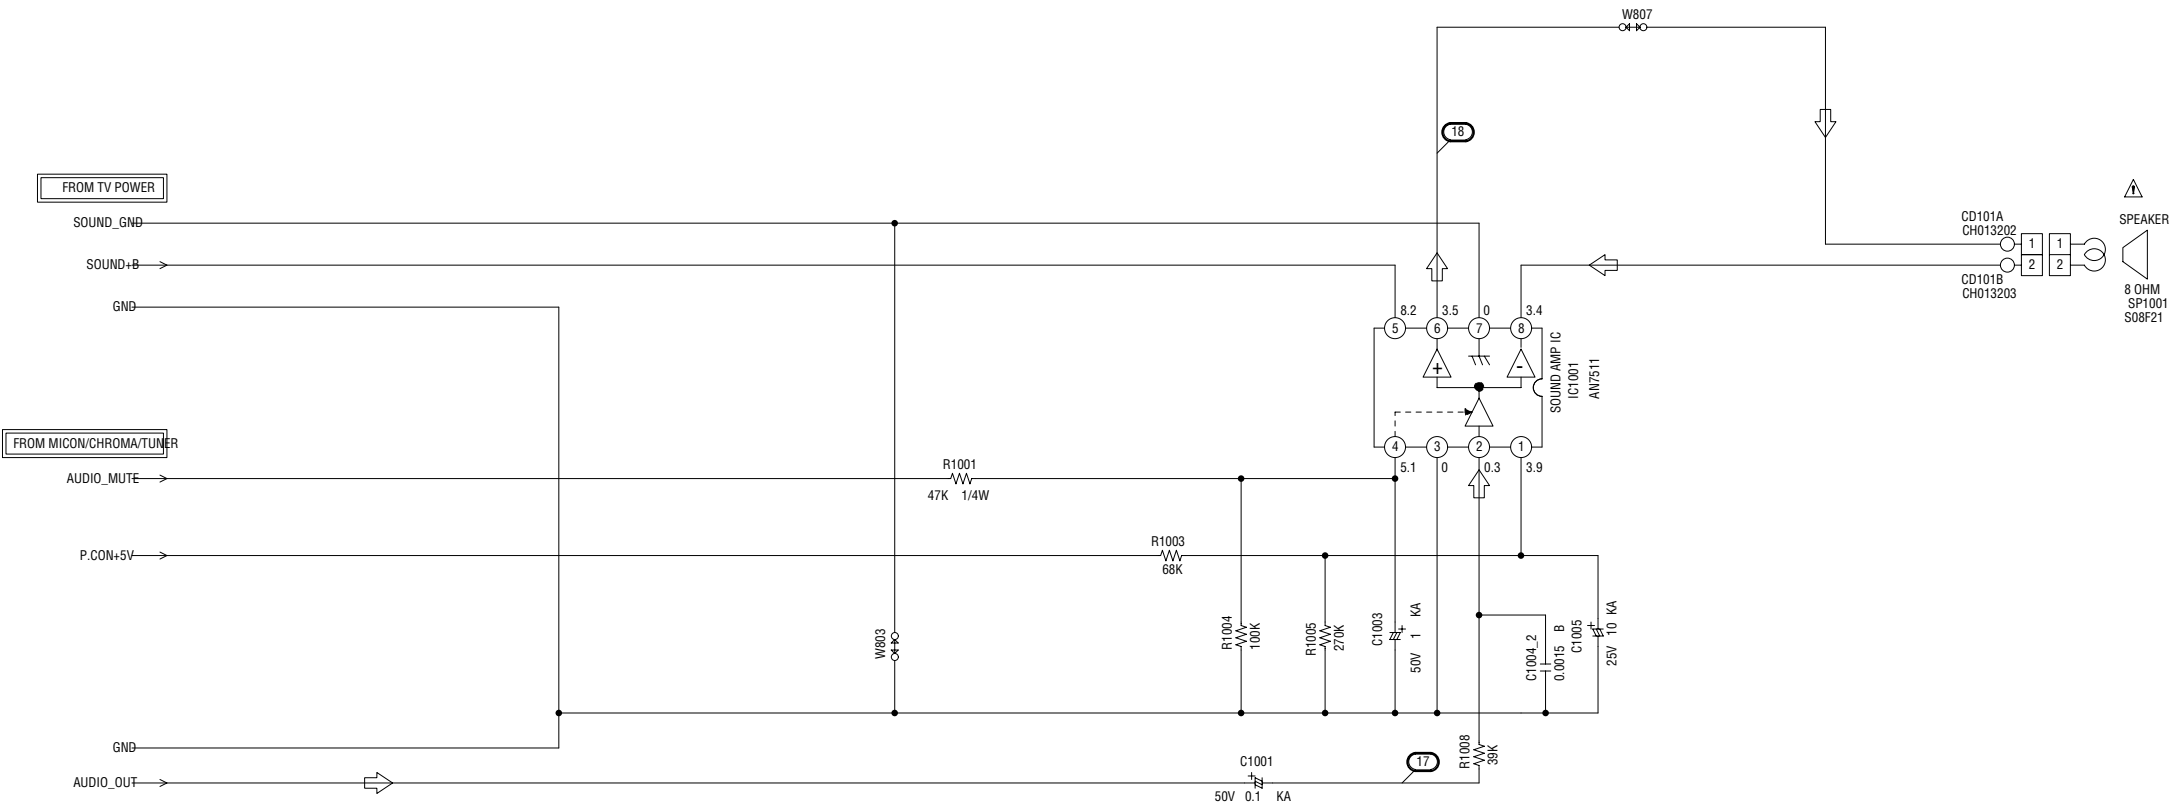 W807
18
FROM TV POWER
SOUND_GND
SOUND+B
GND
CD101A
CH013202
1 1
2 2
CD101B
CH013203
SPEAKER
8 OHM
SP1001
S08F21
8.2 3.5 0 3.4
5 6 7 8
+ -
SOUND AMP IC
IC1001
AN7511
4 3 2 1
5.1 0 0.3 3.9
FROM MICON/CHROMA/TUNER
AUDIO_MUTE
R1001
47K 1/4W
P.CON+5V
R1003
68K
W803
R1004
100K
R1005
270K
C1003
+
50V 1 KA
C1004_2
0.0015 B
C1005
+
25V 10 KA
GND
R1008
39K
AUDIO_OUT
C1001
+
50V 0.1 KA
17